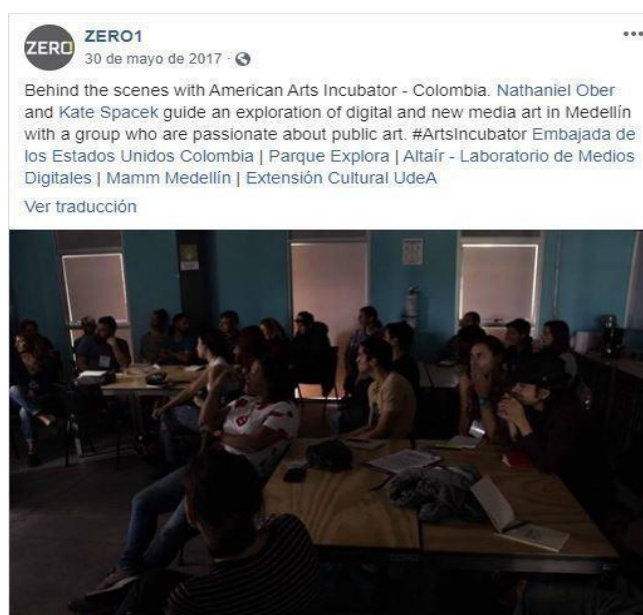 ZERO
ZERO1
30 de mayo de 2017 ·
Behind the scenes with American Arts Incubator - Colombia. Nathaniel Ober
and Kate Spacek guide an exploration of digital and new media art in Medellín
with a group who are passionate about public art. #ArtsIncubator Embajada de
los Estados Unidos Colombia | Parque Explora | Altaír - Laboratorio de Medios
Digitales | Mamm Medellín | Extensión Cultural UdeA
Ver traducción